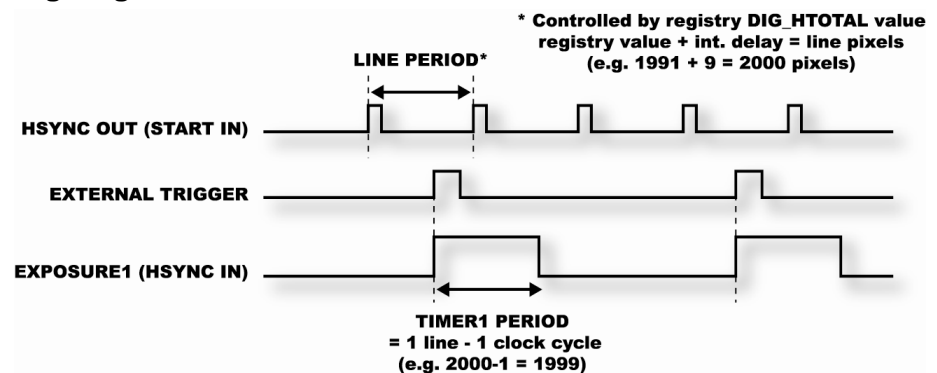 * Controlled by registry DIG_HTOTAL value
registry value + int. delay = line pixels
(e.g. 1991 + 9 = 2000 pixels)
LINE PERIOD*
HSYNC OUT (START IN)
EXTERNAL TRIGGER
EXPOSURE1 (HSYNC IN)
TIMER1 PERIOD
= 1 line - 1 clock cycle
(e.g. 2000-1 = 1999)